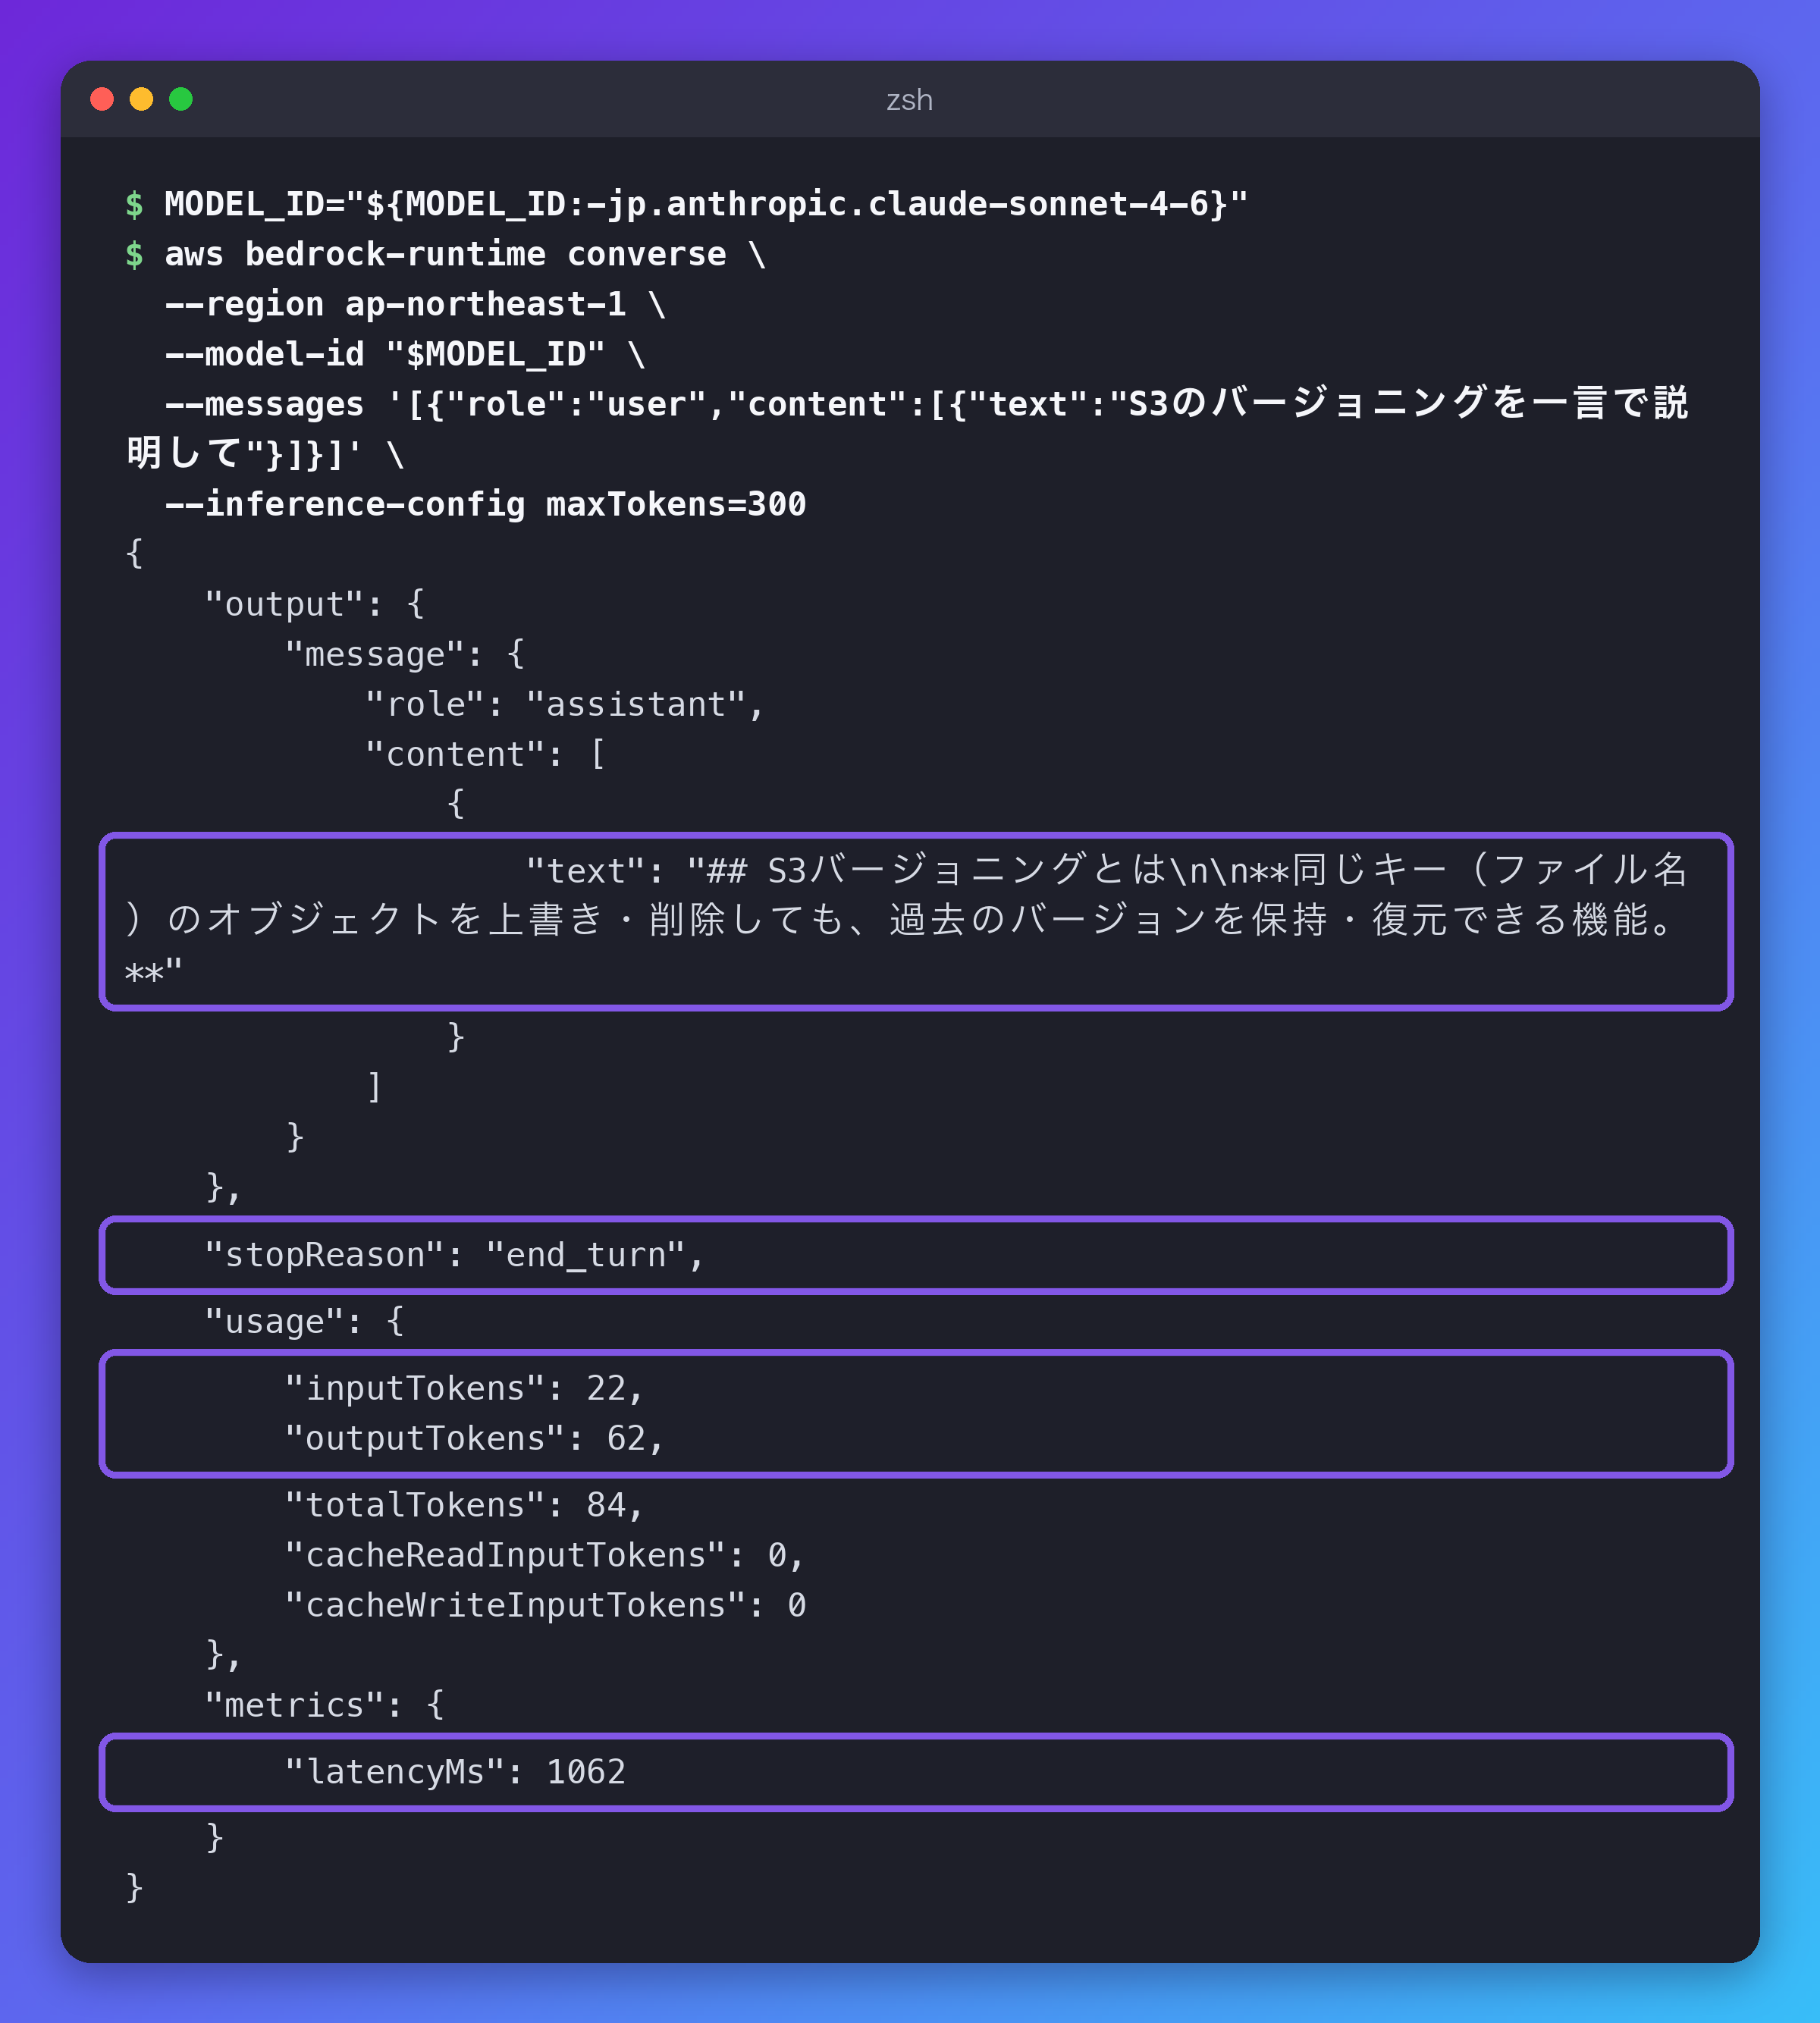 zsh
$ MODEL_ID="${MODEL_ID:-jp.anthropic.claude-sonnet-4-6}"
$ aws bedrock-runtime converse \
  --region ap-northeast-1 \
  --model-id "$MODEL_ID" \
  --messages '[{"role":"user","content":[{"text":"S3のバージョニングを一言で説
明して"}]}]' \
  --inference-config maxTokens=300
{
    "output": {
        "message": {
            "role": "assistant",
            "content": [
                {
                    "text": "## S3バージョニングとは\n\n**同じキー（ファイル名
）のオブジェクトを上書き・削除しても、過去のバージョンを保持・復元できる機能。
**"
                }
            ]
        }
    },
    "stopReason": "end_turn",
    "usage": {
        "inputTokens": 22,
        "outputTokens": 62,
        "totalTokens": 84,
        "cacheReadInputTokens": 0,
        "cacheWriteInputTokens": 0
    },
    "metrics": {
        "latencyMs": 1062
    }
}